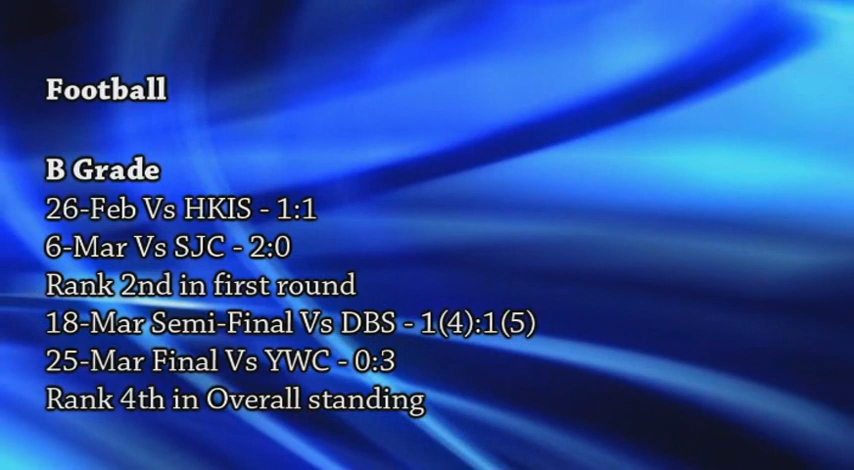 Football
B Grade
26-Feb Vs HKIS - 1:1
6-Mar Vs SJC - 2:0
Rank 2nd in first round
18-Mar Semi-Final Vs DBS - 1(4):1(5)
25-Mar Final Vs YWC - 0:3
Rank 4th in Overall standing